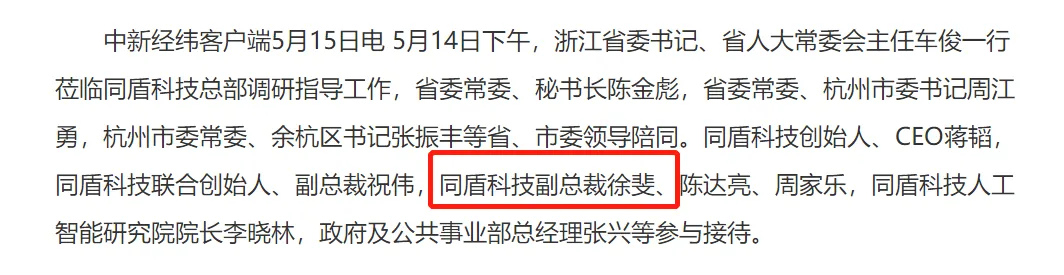 中新经纬客户端5月15日电 5月14日下午，浙江省委书记、省人大常委会主任车俊一行
莅临同盾科技总部调研指导工作，省委常委、秘书长陈金彪，省委常委、杭州市委书记周江
勇，杭州市委常委、余杭区书记张振丰等省、市委领导陪同。同盾科技创始人、CEO蒋韬，
同盾科技联合创始人、副总裁祝伟，同盾科技副总裁徐斐、陈达亮、周家乐，同盾科技人工
智能研究院院长李晓林，政府及公共事业部总经理张兴等参与接待。